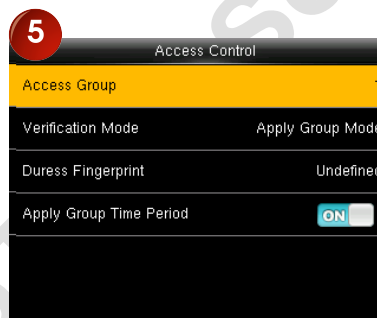 5
Access Control
Access Group
Verification Mode Apply Group Mode
Duress Fingerprint Undefined
Apply Group Time Period ON